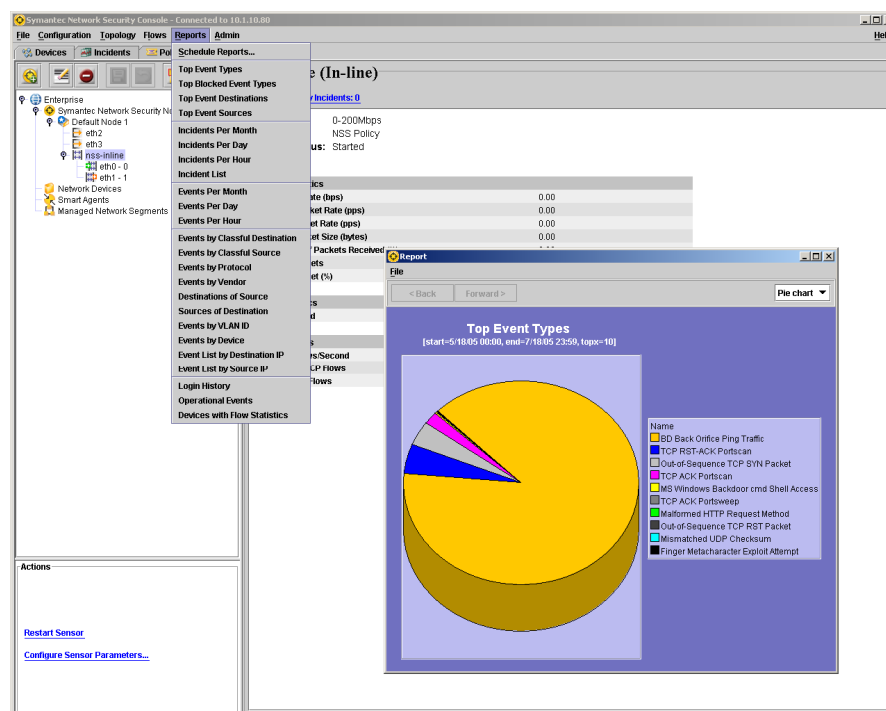 Symantec Network Security Console - Connected to 10.1.10.80
File Configuration Topology Flows Reports Admin
Devices Incidents
Schedule Reports...
Top Event Types
Top Blocked Event Types
Top Event Destinations
Top Event Sources
Incidents Per Month
Incidents Per Day
Incidents Per Hour
Incident List
Events Per Month
Events Per Day
Events Per Hour
Events by Classful Destination
Events by Classful Source
Events by Protocol
Events by Vendor
Destinations of Source
Sources of Destination
Events by VLAN ID
Events by Device
Event List by Destination IP
Event List by Source IP
Login History
Operational Events
Devices with Flow Statistics
Enterprise
Symantec Network Security
Default Node 1
eth2
eth3
nss-inline
eth0 - 0
eth1 - 1
Network Devices
Smart Agents
Managed Network Segments
(In-line)
Incidents: 0
0-200Mbps
NSS Policy
Started
(bps) 0.00
Rate (pps) 0.00
Rate (pps) 0.00
Size (bytes) 0.00
Packets Received
(%)
Flows
Flows
Report
File
< Back Forward > Pie chart
Top Event Types
[start=5/18/05 00:00, end=7/18/05 23:59, topx=10]
Name
BD Back Orifice Ping Traffic
TCP RST-ACK Portscan
Out-of-Sequence TCP SYN Packet
TCP ACK Portscan
MS Windows Backdoor cmd Shell Access
TCP ACK Portsweep
Malformed HTTP Request Method
Out-of-Sequence TCP RST Packet
Mismatched UDP Checksum
Finger Metacharacter Exploit Attempt
Actions
Restart Sensor
Configure Sensor Parameters...